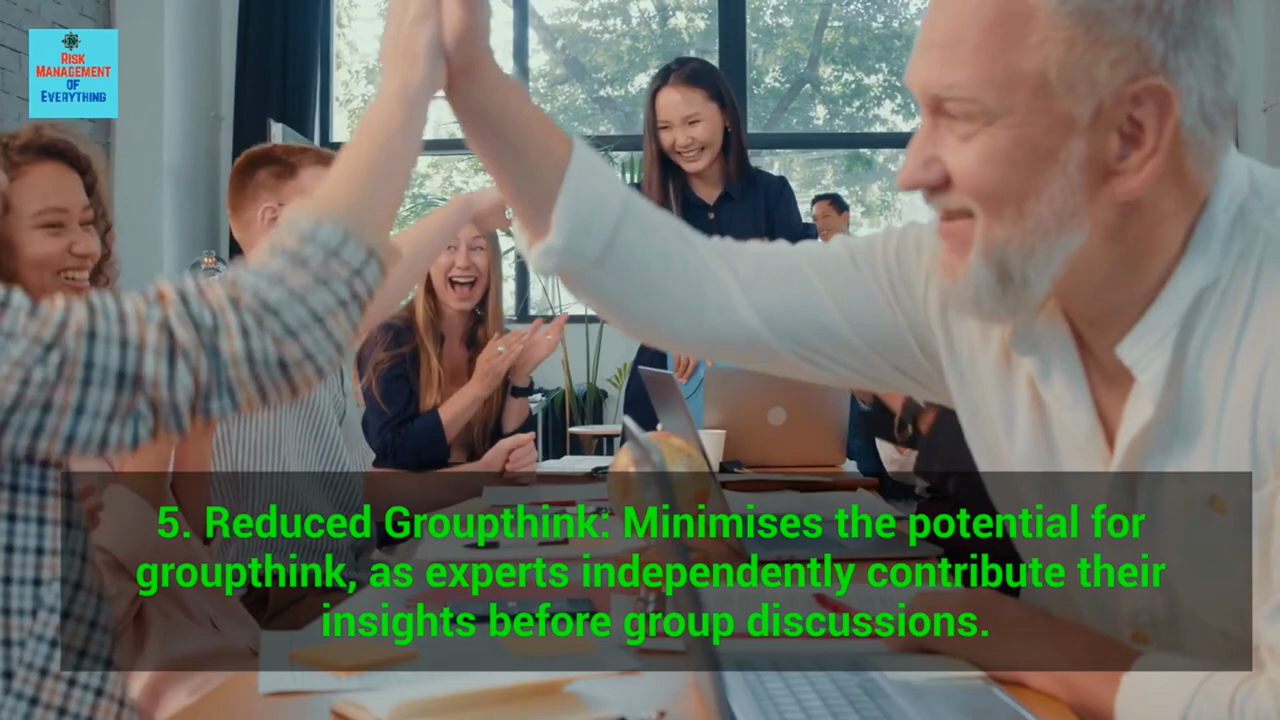 RISK
MANAGEMENT
OF
EVERYTHING
5. Reduced Groupthink: Minimises the potential for
groupthink, as experts independently contribute their
insights before group discussions.